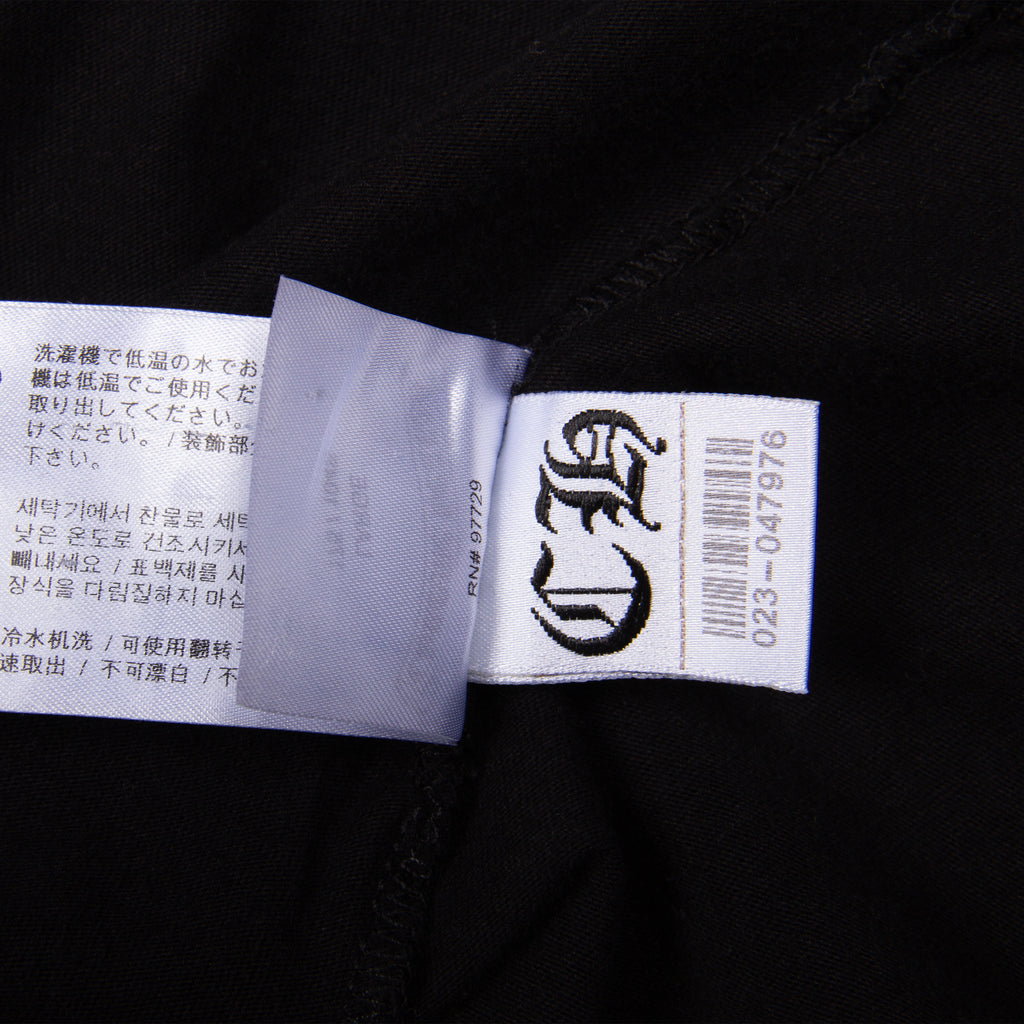 洗濯機で低温の水でお
機は低温でご使用くだ
取り出してください。
けください。 / 装飾部
下さい。
세탁기에서 찬물로 세탁
낮은 온도로 건조시키세
빼내세요 / 표백제를 사
장식을 다림질하지 마십
冷水机洗 / 可使用翻转
速取出 / 不可漂白 / 不
RN# 97729
CH
023-047976